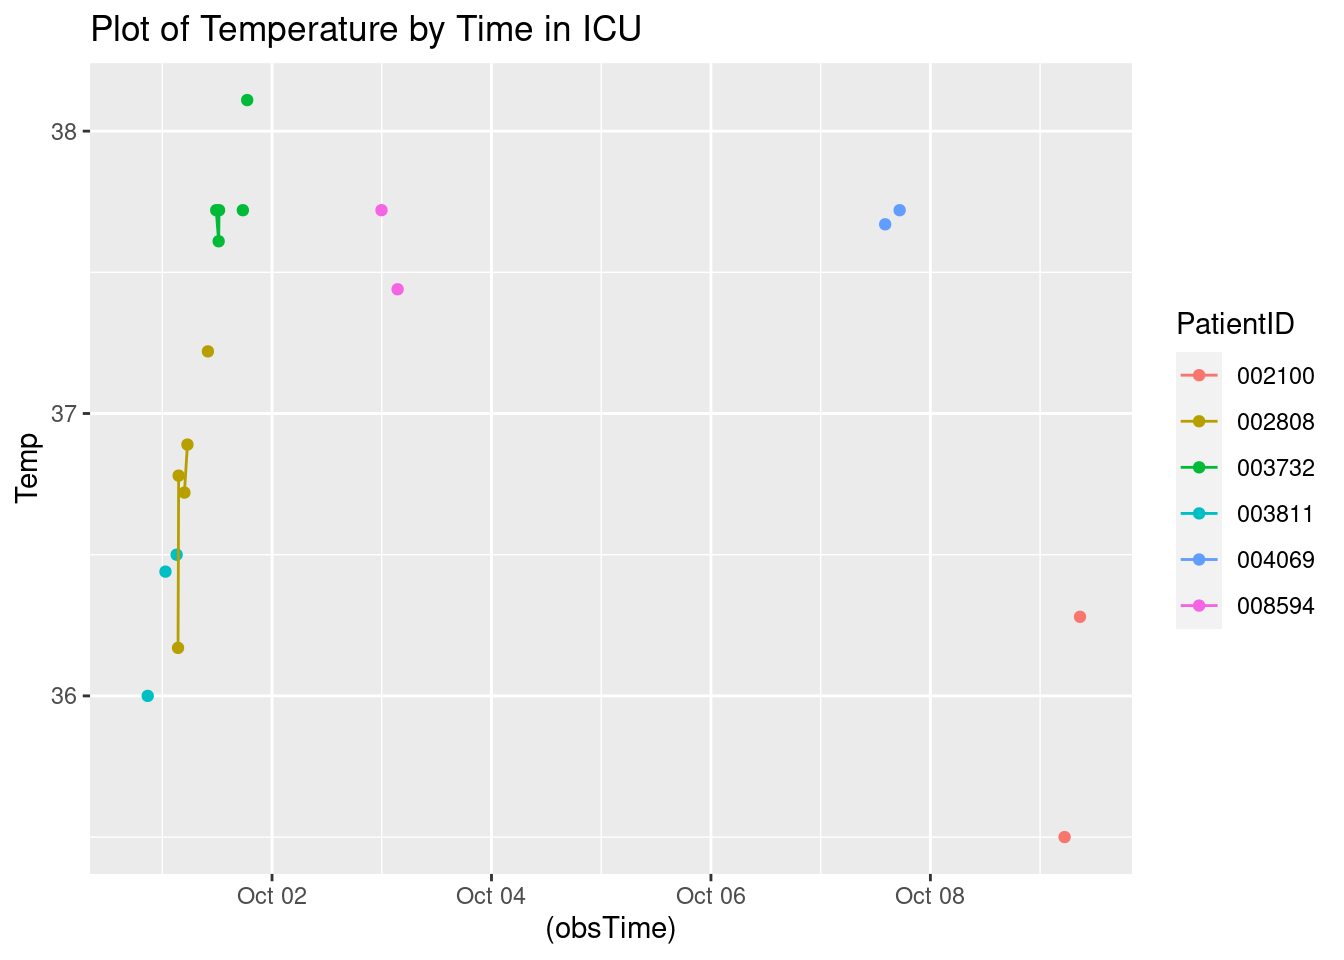 Plot of Temperature by Time in ICU
38
37
36
Temp
Oct 02
Oct 04
Oct 06
Oct 08
(obsTime)
PatientID
002100
002808
003732
003811
004069
008594